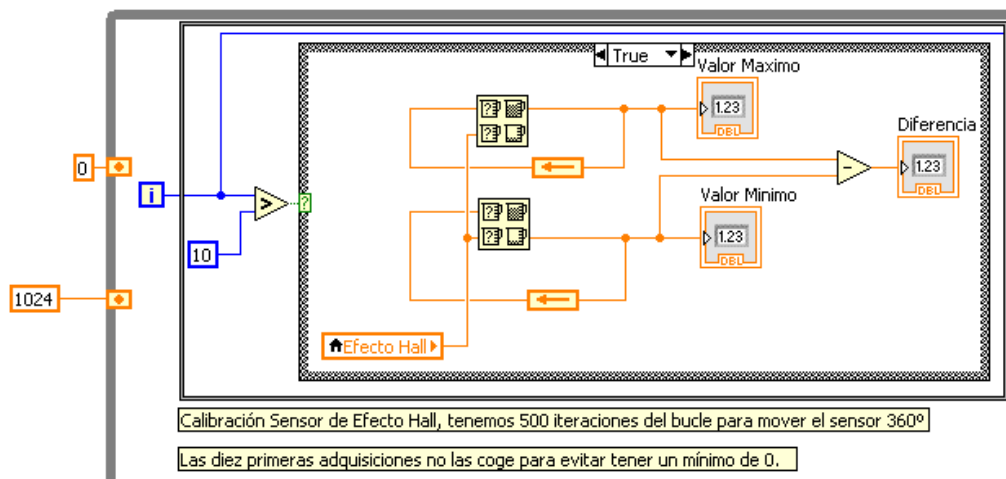 True
Valor Maximo
1.23
DBL
Diferencia
1.23
DBL
0
i
>
?
10
-
Valor Minimo
1.23
DBL
1024
Efecto Hall
Calibración Sensor de Efecto Hall, tenemos 500 iteraciones del bucle para mover el sensor 360º
Las diez primeras adquisiciones no las coge para evitar tener un mínimo de 0.